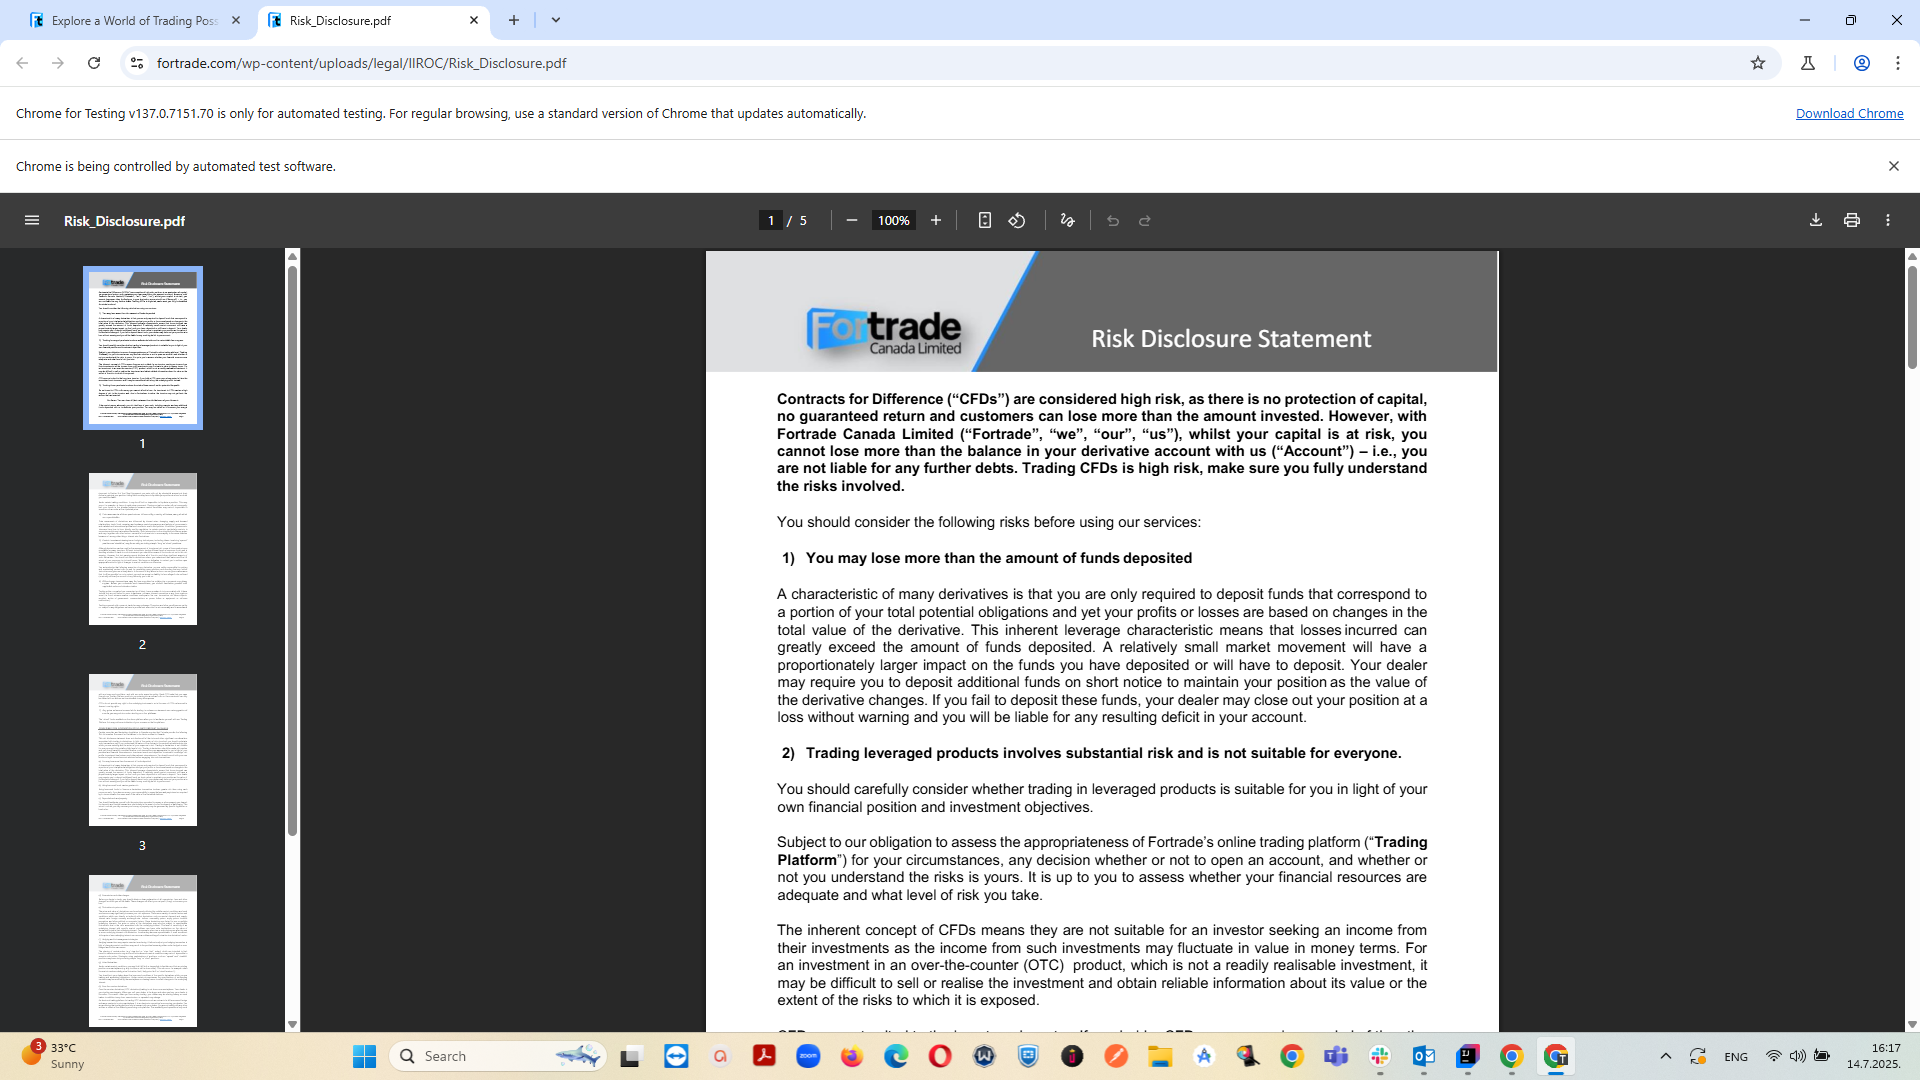 Explore a World of Trading Poss
Risk_Disclosure.pdf
fortrade.com/wp-content/uploads/legal/IIROC/Risk_Disclosure.pdf
Chrome for Testing v137.0.7151.70 is only for automated testing. For regular browsing, use a standard version of Chrome that updates automatically.
Download Chrome
Chrome is being controlled by automated test software.
Risk_Disclosure.pdf
1 / 5
100%
1
2
3
Fortrade
Canada Limited
Risk Disclosure Statement
Contracts for Difference (“CFDs”) are considered high risk, as there is no protection of capital,
no guaranteed return and customers can lose more than the amount invested. However, with
Fortrade Canada Limited (“Fortrade”, “we”, “our”, “us”), whilst your capital is at risk, you
cannot lose more than the balance in your derivative account with us (“Account”) – i.e., you
are not liable for any further debts. Trading CFDs is high risk, make sure you fully understand
the risks involved.
You should consider the following risks before using our services:
1) You may lose more than the amount of funds deposited
A characteristic of many derivatives is that you are only required to deposit funds that correspond to
a portion of your total potential obligations and yet your profits or losses are based on changes in the
total value of the derivative. This inherent leverage characteristic means that losses incurred can
greatly exceed the amount of funds deposited. A relatively small market movement will have a
proportionately larger impact on the funds you have deposited or will have to deposit. Your dealer
may require you to deposit additional funds on short notice to maintain your position as the value of
the derivative changes. If you fail to deposit these funds, your dealer may close out your position at a
loss without warning and you will be liable for any resulting deficit in your account.
2) Trading leveraged products involves substantial risk and is not suitable for everyone.
You should carefully consider whether trading in leveraged products is suitable for you in light of your
own financial position and investment objectives.
Subject to our obligation to assess the appropriateness of Fortrade’s online trading platform (“Trading
Platform”) for your circumstances, any decision whether or not to open an account, and whether or
not you understand the risks is yours. It is up to you to assess whether your financial resources are
adequate and what level of risk you take.
The inherent concept of CFDs means they are not suitable for an investor seeking an income from
their investments as the income from such investments may fluctuate in value in money terms. For
an investment in an over-the-counter (OTC) product, which is not a readily realisable investment, it
may be difficult to sell or realise the investment and obtain reliable information about its value or the
extent of the risks to which it is exposed.
3
33°C
Sunny
Search
zoom
ENG
16:17
14.7.2025.